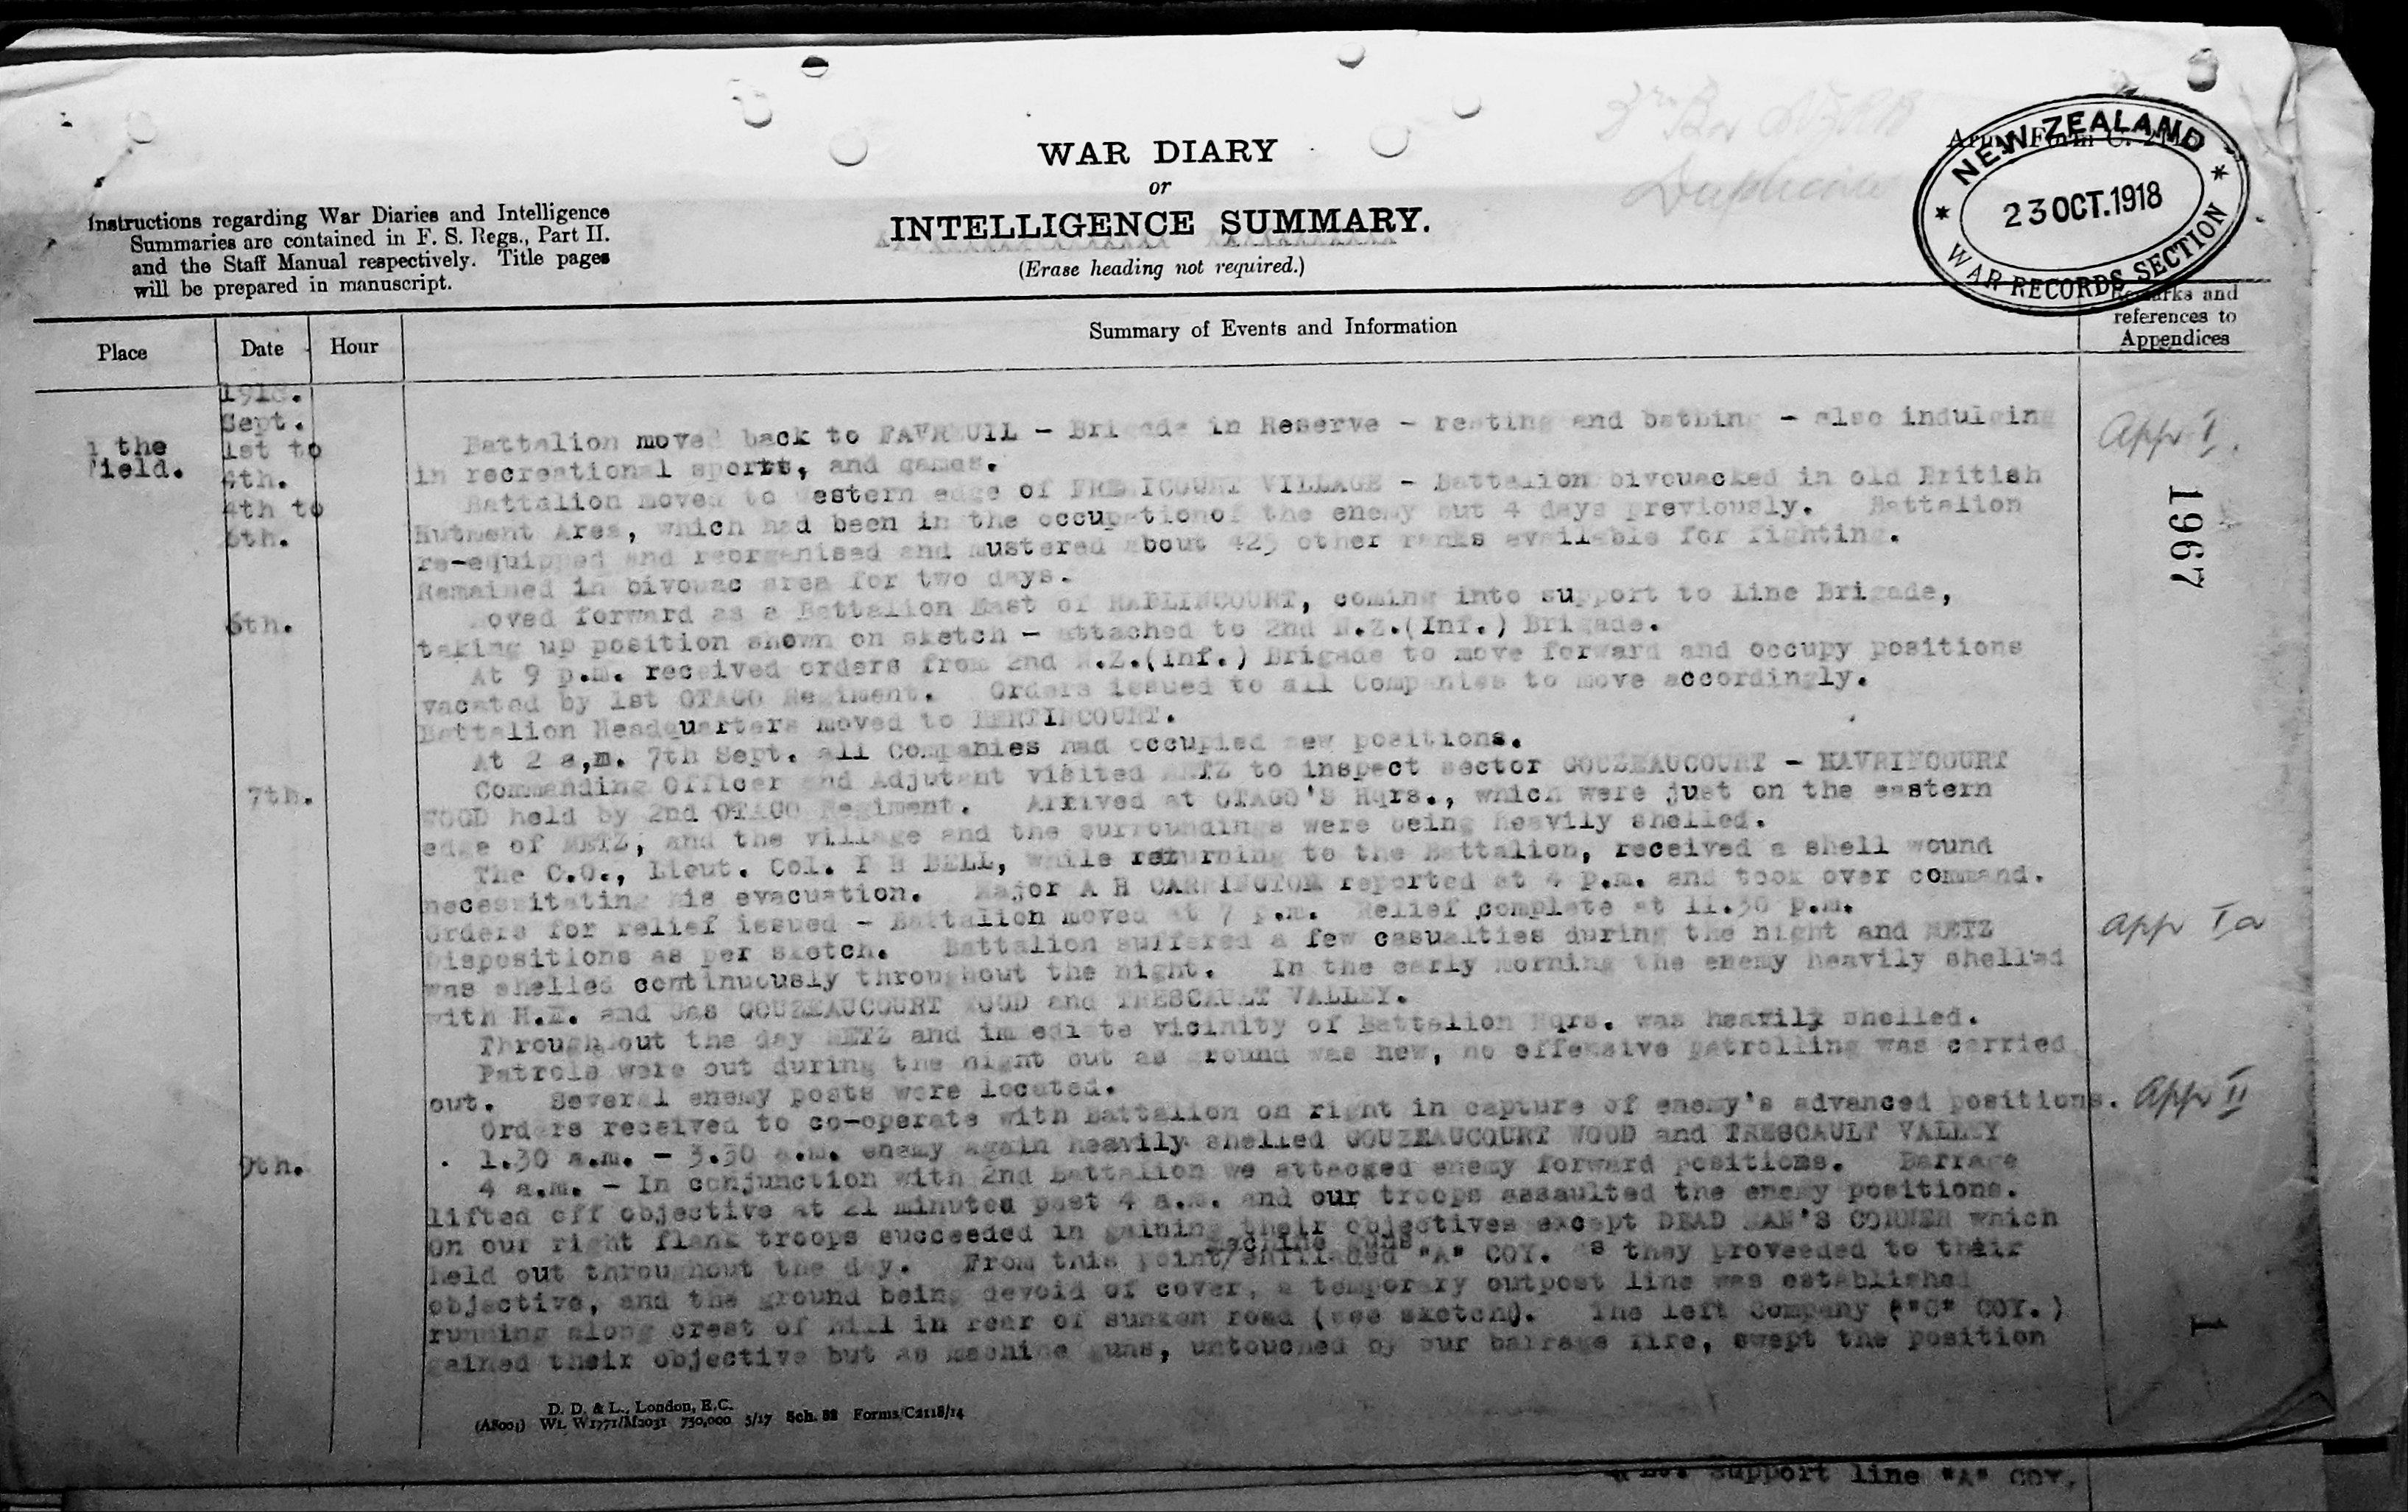 WAR DIARY
or
INTELLIGENCE SUMMARY.
(Erase heading not required.)
Instructions regarding War Diaries and Intelligence
Summaries are contained in F. S. Regs., Part II.
and the Staff Manual respectively. Title pages
will be prepared in manuscript.
Duplicate
Army Form C. 2118
NEW ZEALAND
23 OCT. 1918
WAR RECORDS SECTION
Place
Date
Hour
Summary of Events and Information
Remarks and
references to
Appendices
1918.
Sept.
the
Field.
1st to
4th.
Battalion moved back to FAVREUIL - Brigade in Reserve - resting and bathing - also indulging
in recreational sports, and games.
App I.
4th to
6th.
Battalion moved to western edge of FREMICOURT VILLAGE - Battalion bivouacked in old British
Hutment Area, which had been in the occupationof the enemy but 4 days previously. Battalion
re-equipped and reorganised and mustered about 425 other ranks available for fighting.
Remained in bivouac area for two days.
1967
6th.
Moved forward as a Battalion East of HAPLINCOURT, coming into support to Line Brigade,
taking up position shown on sketch - attached to 2nd N.Z.(Inf.) Brigade.
At 9 p.m. received orders from 2nd N.Z.(Inf.) Brigade to move forward and occupy positions
vacated by 1st OTAGO Regiment. Orders issued to all Companies to move accordingly.
Battalion Headquarters moved to BERTINCOURT.
At 2 a,m. 7th Sept. all Companies had occupied new positions.
7th.
Commanding Officer and Adjutant visited METZ to inspect sector GOUZEAUCOURT - HAVRINCOURT
WOOD held by 2nd OTAGO Regiment. Arrived at OTAGO'S Hqrs., which were just on the eastern
edge of METZ, and the village and the surroundings were being heavily shelled.
The C.O., Lieut. Col. P H BELL, while returning to the Battalion, received a shell wound
necessitating his evacuation. Major A H CARRINGTON reported at 4 p.m. and took over command.
Orders for relief issued - Battalion moved at 7 p.m. Relief complete at 11.30 p.m.
Dispositions as per sketch. Battalion suffered a few casualties during the night and METZ
was shelled continuously throughout the night. In the early morning the enemy heavily shelled
with H.E. and Gas GOUZEAUCOURT WOOD and TRESCAULT VALLEY.
app Ia
Throughout the day METZ and immediate vicinity of Battalion Hqrs. was heavily shelled.
Patrols were out during the night out as ground was new, no offensive patrolling was carried
out. Several enemy posts were located.
Orders received to co-operate with Battalion on right in capture of enemy's advanced positions.
App II
9th.
1.30 a.m. - 3.30 a.m. enemy again heavily shelled GOUZEAUCOURT WOOD and TRESCAULT VALLEY
4 a.m. - In conjunction with 2nd Battalion we attacked enemy forward positions. Barrage
lifted off objective at 21 minutes past 4 a.m. and our troops assaulted the enemy positions.
On our right flank troops succeeded in gaining their objectives except DEAD MAN'S CORNER which
machine guns
held out throughout the day. From this point/enfiladed "A" COY. as they proveeded to their
objective, and the ground being devoid of cover, a temporary outpost line was established
running along crest of hill in rear of sunken road (see sketch). The left Company ("C" COY.)
gained their objective but as machine guns, untouched by our barrage fire, swept the position
1
D. D. & L., London, E.C.
(A8001) Wt. W1771/M2031 750,000 5/17 Sch. 52 Forms/C2118/14
support line "A" COY.